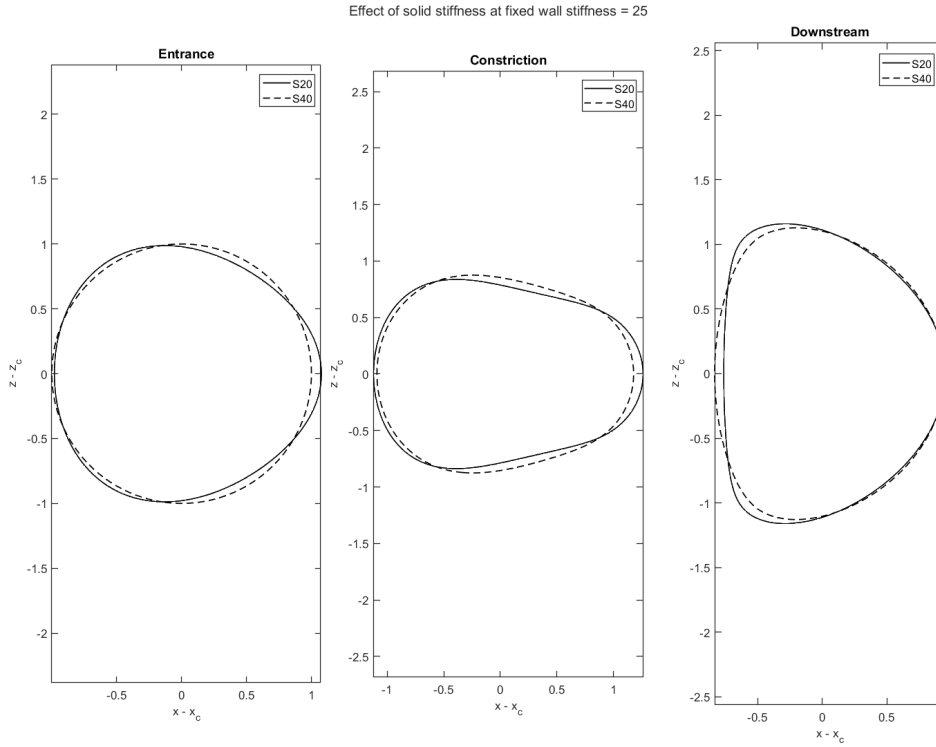 Effect of solid stiffness at fixed wall stiffness = 25
Entrance
S20
S40
2
1.5
1
0.5
0
-0.5
-1
-1.5
-2
z - z_c
-0.5
0
0.5
1
x - x_c
Constriction
S20
S40
2.5
2
1.5
1
0.5
0
-0.5
-1
-1.5
-2
-2.5
z - z_c
-1
-0.5
0
0.5
1
x - x_c
Downstream
S20
S40
2.5
2
1.5
1
0.5
0
-0.5
-1
-1.5
-2
-2.5
z - z_c
-0.5
0
0.5
x - x_c